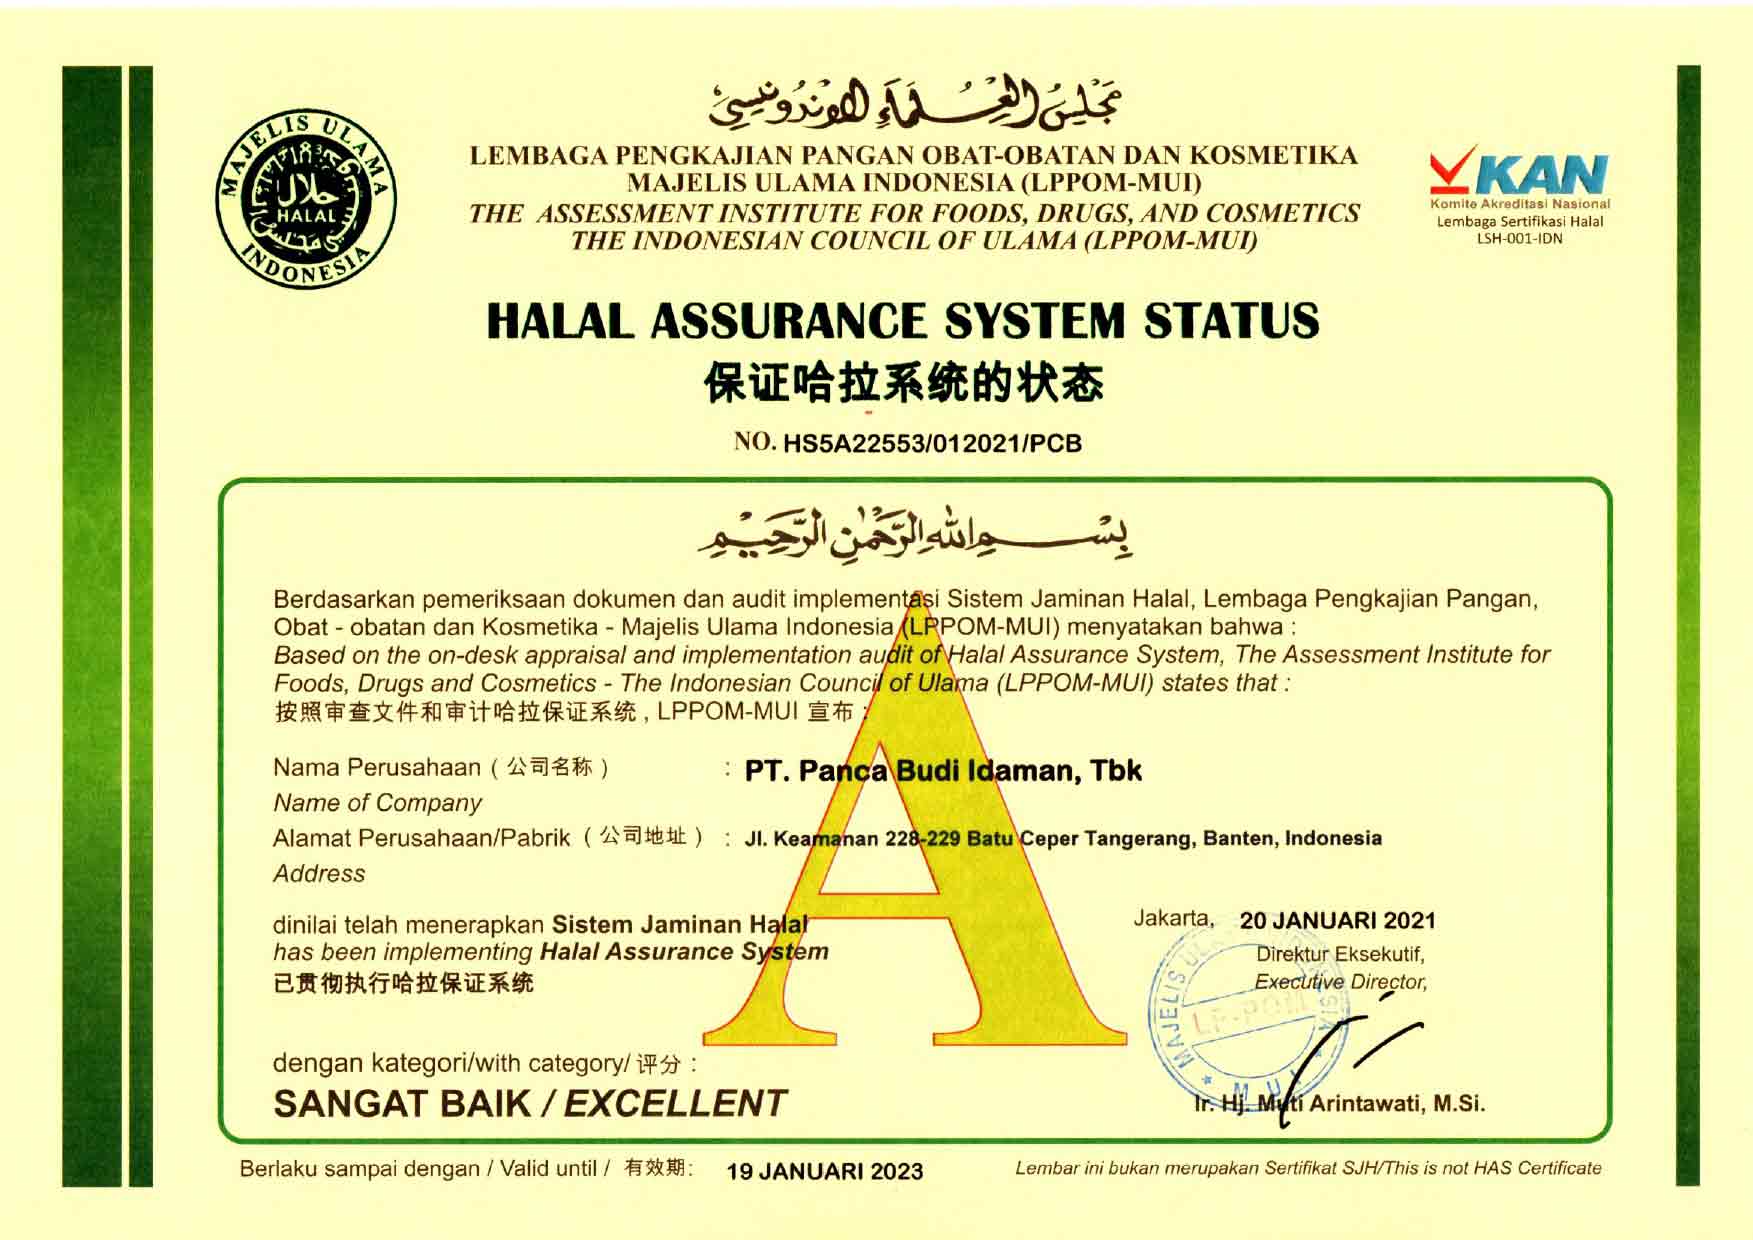 مجلس العلماء الإندونيسي
MAJELIS ULAMA
حلال
HALAL
INDONESIA
LEMBAGA PENGKAJIAN PANGAN OBAT-OBATAN DAN KOSMETIKA
MAJELIS ULAMA INDONESIA (LPPOM-MUI)
THE ASSESSMENT INSTITUTE FOR FOODS, DRUGS, AND COSMETICS
THE INDONESIAN COUNCIL OF ULAMA (LPPOM-MUI)
KAN
Komite Akreditasi Nasional
Lembaga Sertifikasi Halal
LSH-001-IDN
HALAL ASSURANCE SYSTEM STATUS
保证哈拉系统的状态
NO. HS5A22553/012021/PCB
بِسْمِ اللهِ الرَّحْمٰنِ الرَّحِيْمِ
Berdasarkan pemeriksaan dokumen dan audit implementasi Sistem Jaminan Halal, Lembaga Pengkajian Pangan,
Obat - obatan dan Kosmetika - Majelis Ulama Indonesia (LPPOM-MUI) menyatakan bahwa :
Based on the on-desk appraisal and implementation audit of Halal Assurance System, The Assessment Institute for
Foods, Drugs and Cosmetics - The Indonesian Council of Ulama (LPPOM-MUI) states that :
按照审查文件和审计哈拉保证系统 , LPPOM-MUI 宣布 :
Nama Perusahaan ( 公司名称 ) : PT. Panca Budi Idaman, Tbk
Name of Company
Alamat Perusahaan/Pabrik ( 公司地址 ) : Jl. Keamanan 228-229 Batu Ceper Tangerang, Banten, Indonesia
Address
A
dinilai telah menerapkan Sistem Jaminan Halal
has been implementing Halal Assurance System
已贯彻执行哈拉保证系统
dengan kategori/with category/ 评分 :
SANGAT BAIK / EXCELLENT
Jakarta, 20 JANUARI 2021
Direktur Eksekutif,
Executive Director,
MAJELIS ULAMA INDONESIA
LP-POM
MUI
Ir. Hj. Muti Arintawati, M.Si.
Berlaku sampai dengan / Valid until / 有效期: 19 JANUARI 2023
Lembar ini bukan merupakan Sertifikat SJH/This is not HAS Certificate